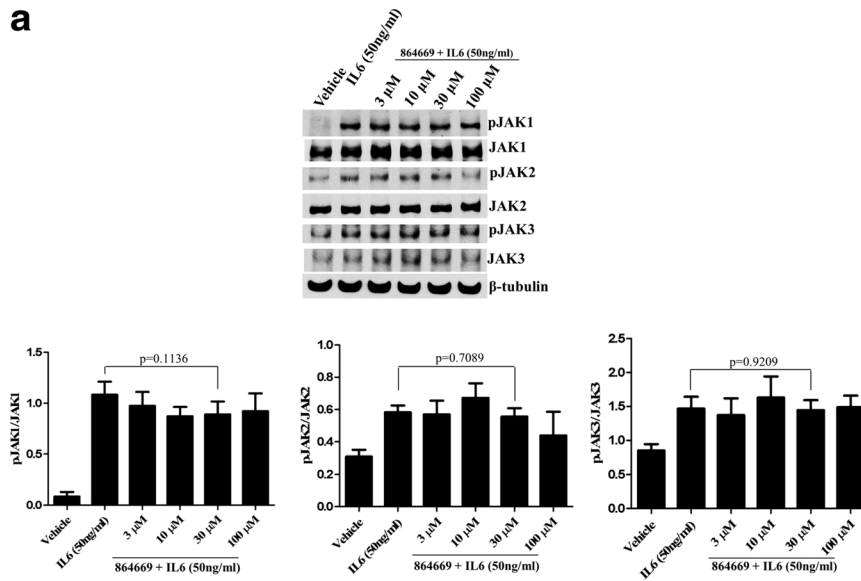 a
Vehicle
IL6 (50ng/ml)
864669 + IL6 (50ng/ml)
3 µM
10 µM
30 µM
100 µM
pJAK1
JAK1
pJAK2
JAK2
pJAK3
JAK3
β-tubulin
pJAK1/JAK1
1.5
1.0
0.5
0.0
p=0.1136
Vehicle
IL6 (50ng/ml)
3 µM
10 µM
30 µM
100 µM
864669 + IL6 (50ng/ml)
pJAK2/JAK2
1.0
0.8
0.6
0.4
0.2
0.0
p=0.7089
Vehicle
IL6 (50ng/ml)
3 µM
10 µM
30 µM
100 µM
864669 + IL6 (50ng/ml)
pJAK3/JAK3
2.5
2.0
1.5
1.0
0.5
0.0
p=0.9209
Vehicle
IL6 (50ng/ml)
3 µM
10 µM
30 µM
100 µM
864669 + IL6 (50ng/ml)